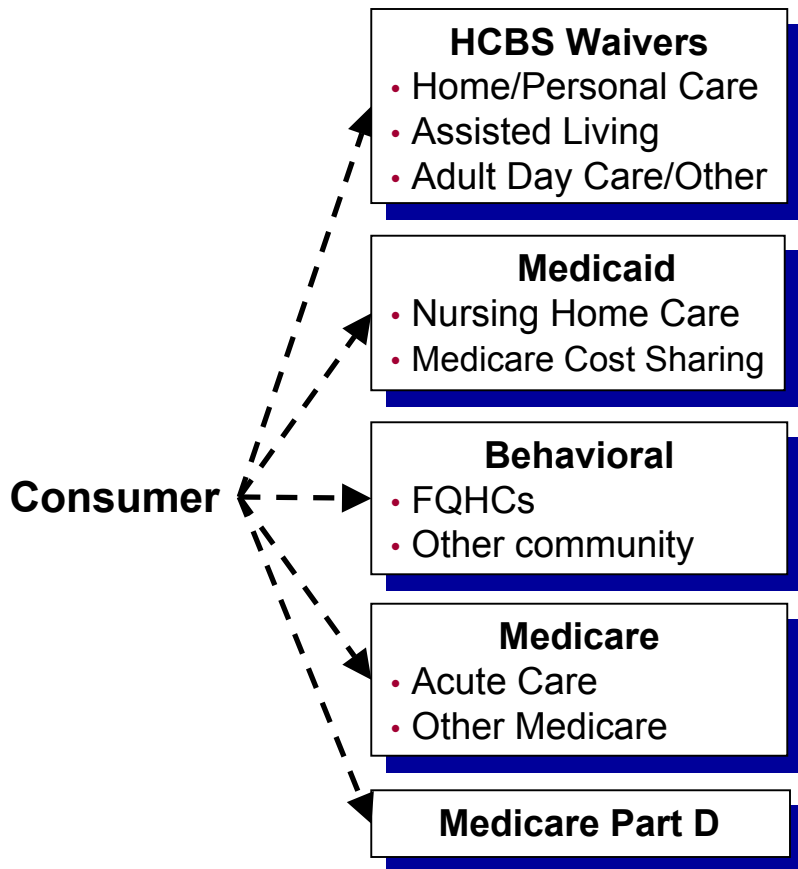 HCBS Waivers
• Home/Personal Care
• Assisted Living
• Adult Day Care/Other
Medicaid
• Nursing Home Care
• Medicare Cost Sharing
Consumer
Behavioral
• FQHCs
• Other community
Medicare
• Acute Care
• Other Medicare
Medicare Part D